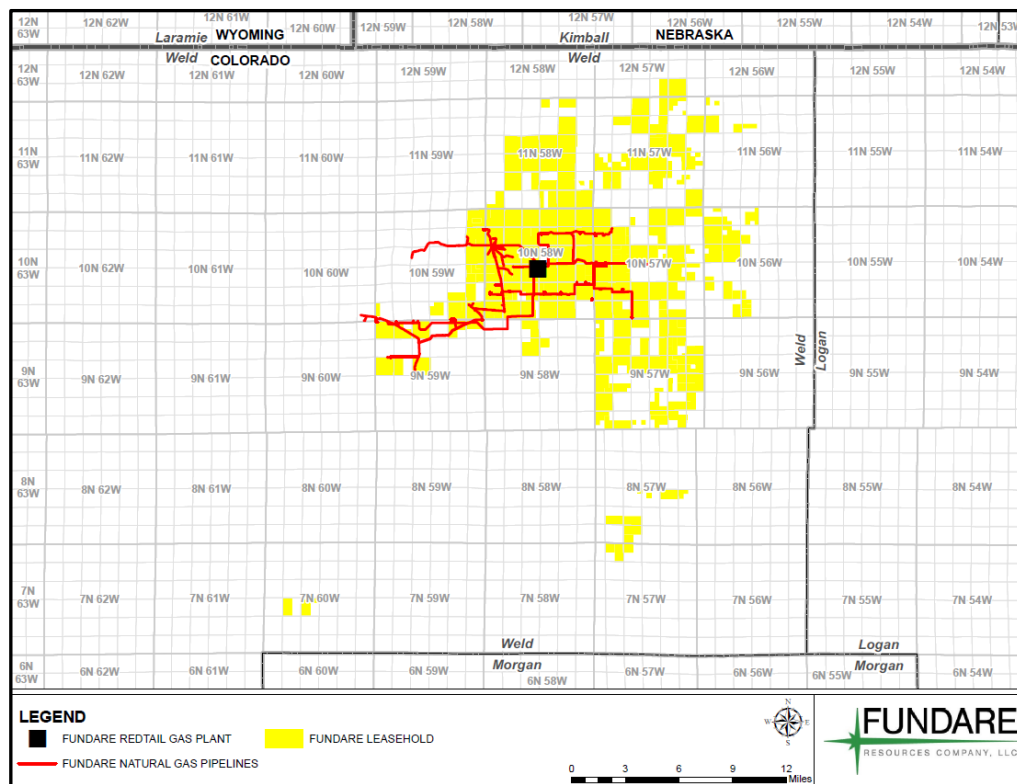 12N 63W 12N 62W 12N 61W 12N 60W 12N 59W 12N 58W 12N 57W 12N 56W 12N 55W 12N 54W 12N 53W
Laramie WYOMING Kimball NEBRASKA
Weld COLORADO Weld
12N 63W 12N 62W 12N 61W 12N 60W 12N 59W 12N 58W 12N 57W 12N 56W 12N 55W 12N 54W
11N 63W 11N 62W 11N 61W 11N 60W 11N 59W 11N 58W 11N 57W 11N 56W 11N 55W 11N 54W
10N 63W 10N 62W 10N 61W 10N 60W 10N 59W 10N 58W 10N 57W 10N 56W 10N 55W 10N 54W
Weld Logan
9N 63W 9N 62W 9N 61W 9N 60W 9N 59W 9N 58W 9N 57W 9N 56W 9N 55W 9N 54W
8N 63W 8N 62W 8N 61W 8N 60W 8N 59W 8N 58W 8N 57W 8N 56W 8N 55W 8N 54W
7N 63W 7N 62W 7N 61W 7N 60W 7N 59W 7N 58W 7N 57W 7N 56W 7N 55W 7N 54W
Weld Logan
Morgan Morgan
6N 63W 6N 62W 6N 61W 6N 60W 6N 59W 6N 58W 6N 57W 6N 56W 6N 55W 6N 54W
LEGEND
FUNDARE REDTAIL GAS PLANT
FUNDARE LEASEHOLD
FUNDARE NATURAL GAS PIPELINES
N
W E
S
0 3 6 9 12
Miles
FUNDARE
RESOURCES COMPANY, LLC